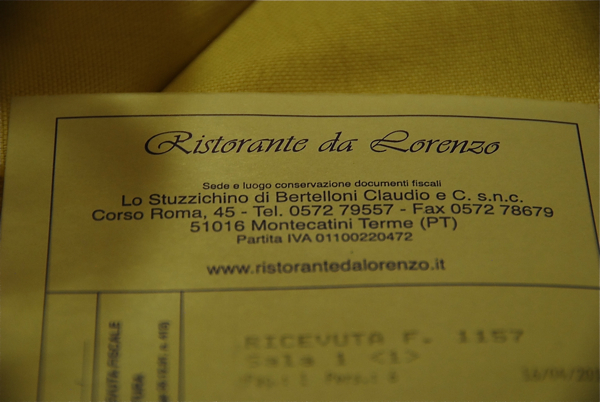 Ristorante da Lorenzo
Sede e luogo conservazione documenti fiscali
Lo Stuzzichino di Bertelloni Claudio e C. s.n.c.
Corso Roma, 45 - Tel. 0572 79557 - Fax 0572 78679
51016 Montecatini Terme (PT)
Partita IVA 01100220472
www.ristorantedalorenzo.it
RICEVUTA F. 1157
Sala 1 <1>